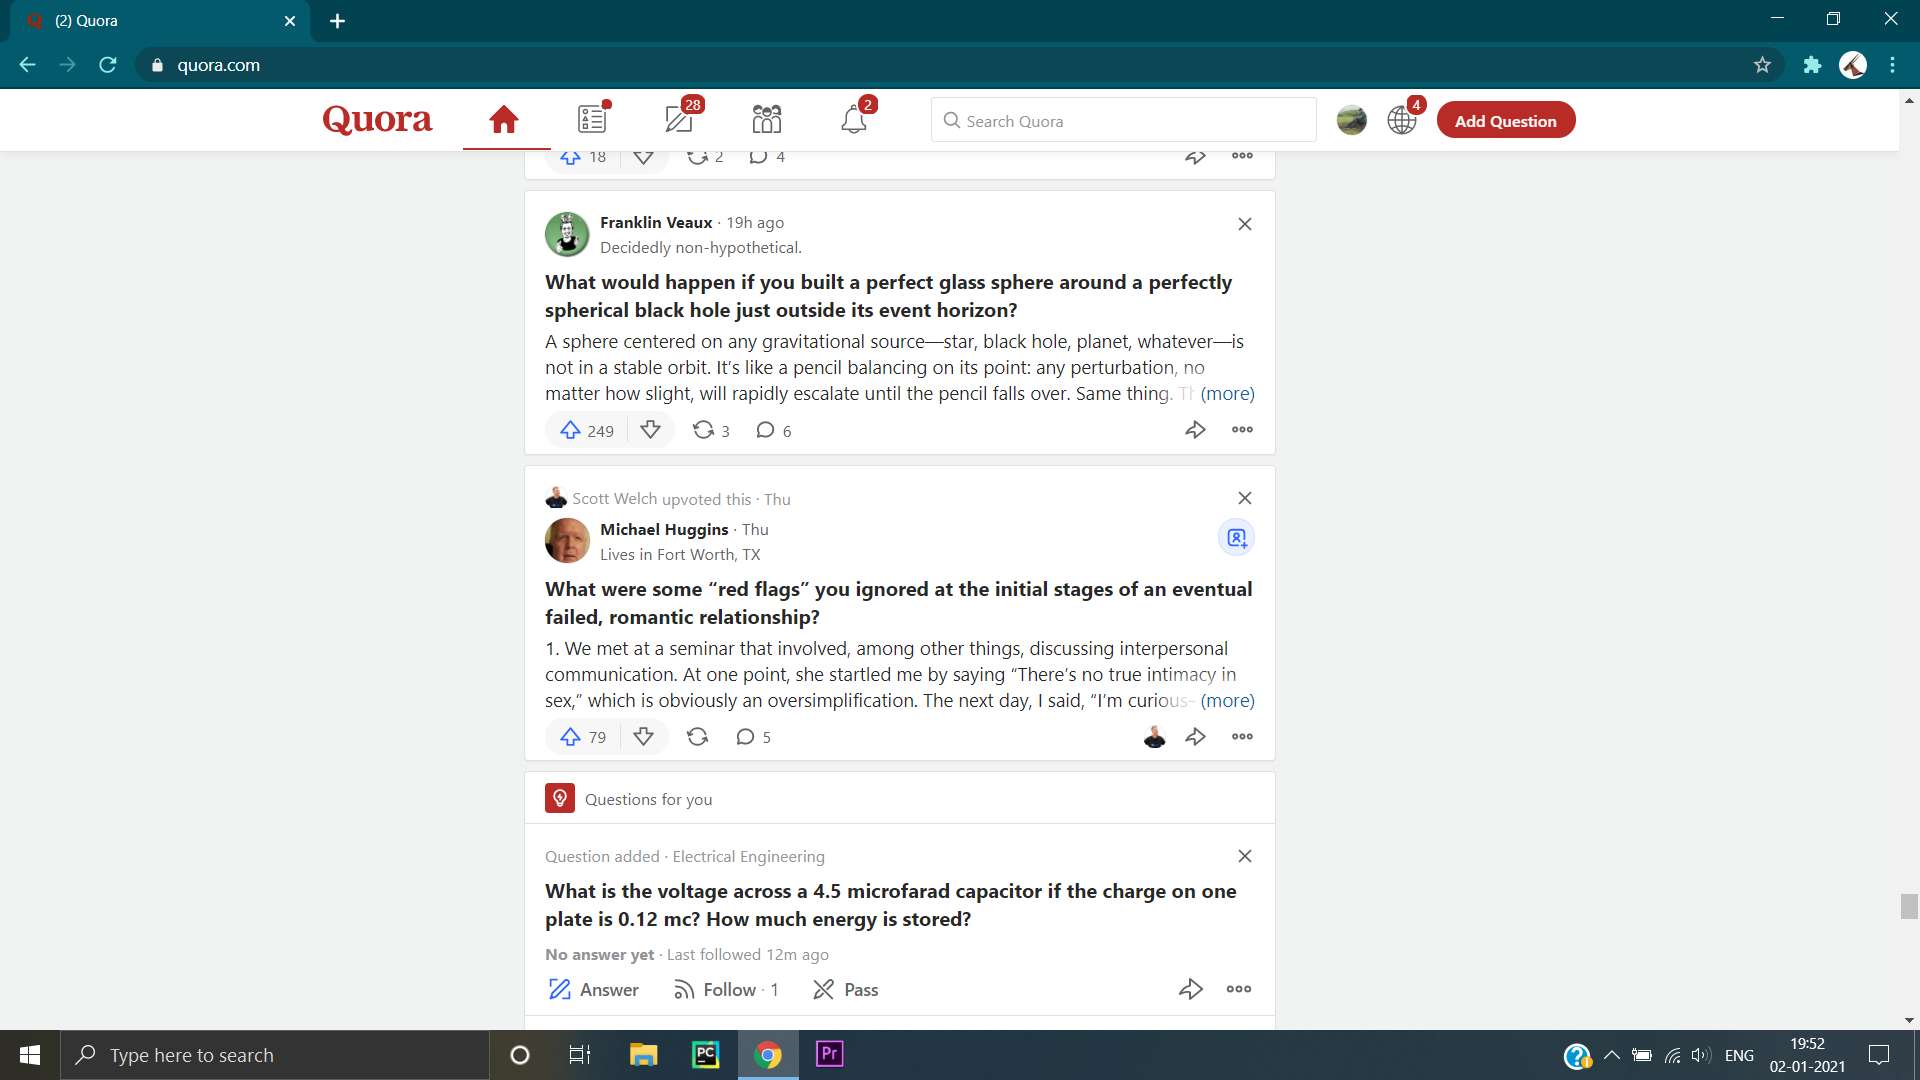 (2) Quora
quora.com
Quora
28
2
Search Quora
4
Add Question
18
2
4
Franklin Veaux · 19h ago
Decidedly non-hypothetical.
What would happen if you built a perfect glass sphere around a perfectly
spherical black hole just outside its event horizon?
A sphere centered on any gravitational source—star, black hole, planet, whatever—is
not in a stable orbit. It's like a pencil balancing on its point: any perturbation, no
matter how slight, will rapidly escalate until the pencil falls over. Same thing. (more)
249
3
6
Scott Welch upvoted this · Thu
Michael Huggins · Thu
Lives in Fort Worth, TX
What were some “red flags” you ignored at the initial stages of an eventual
failed, romantic relationship?
1. We met at a seminar that involved, among other things, discussing interpersonal
communication. At one point, she startled me by saying “There's no true intimacy in
sex,” which is obviously an oversimplification. The next day, I said, “I'm curious- (more)
79
5
Questions for you
Question added · Electrical Engineering
What is the voltage across a 4.5 microfarad capacitor if the charge on one
plate is 0.12 mc? How much energy is stored?
No answer yet · Last followed 12m ago
Answer
Follow · 1
Pass
Type here to search
PC
Pr
ENG
19:52
02-01-2021